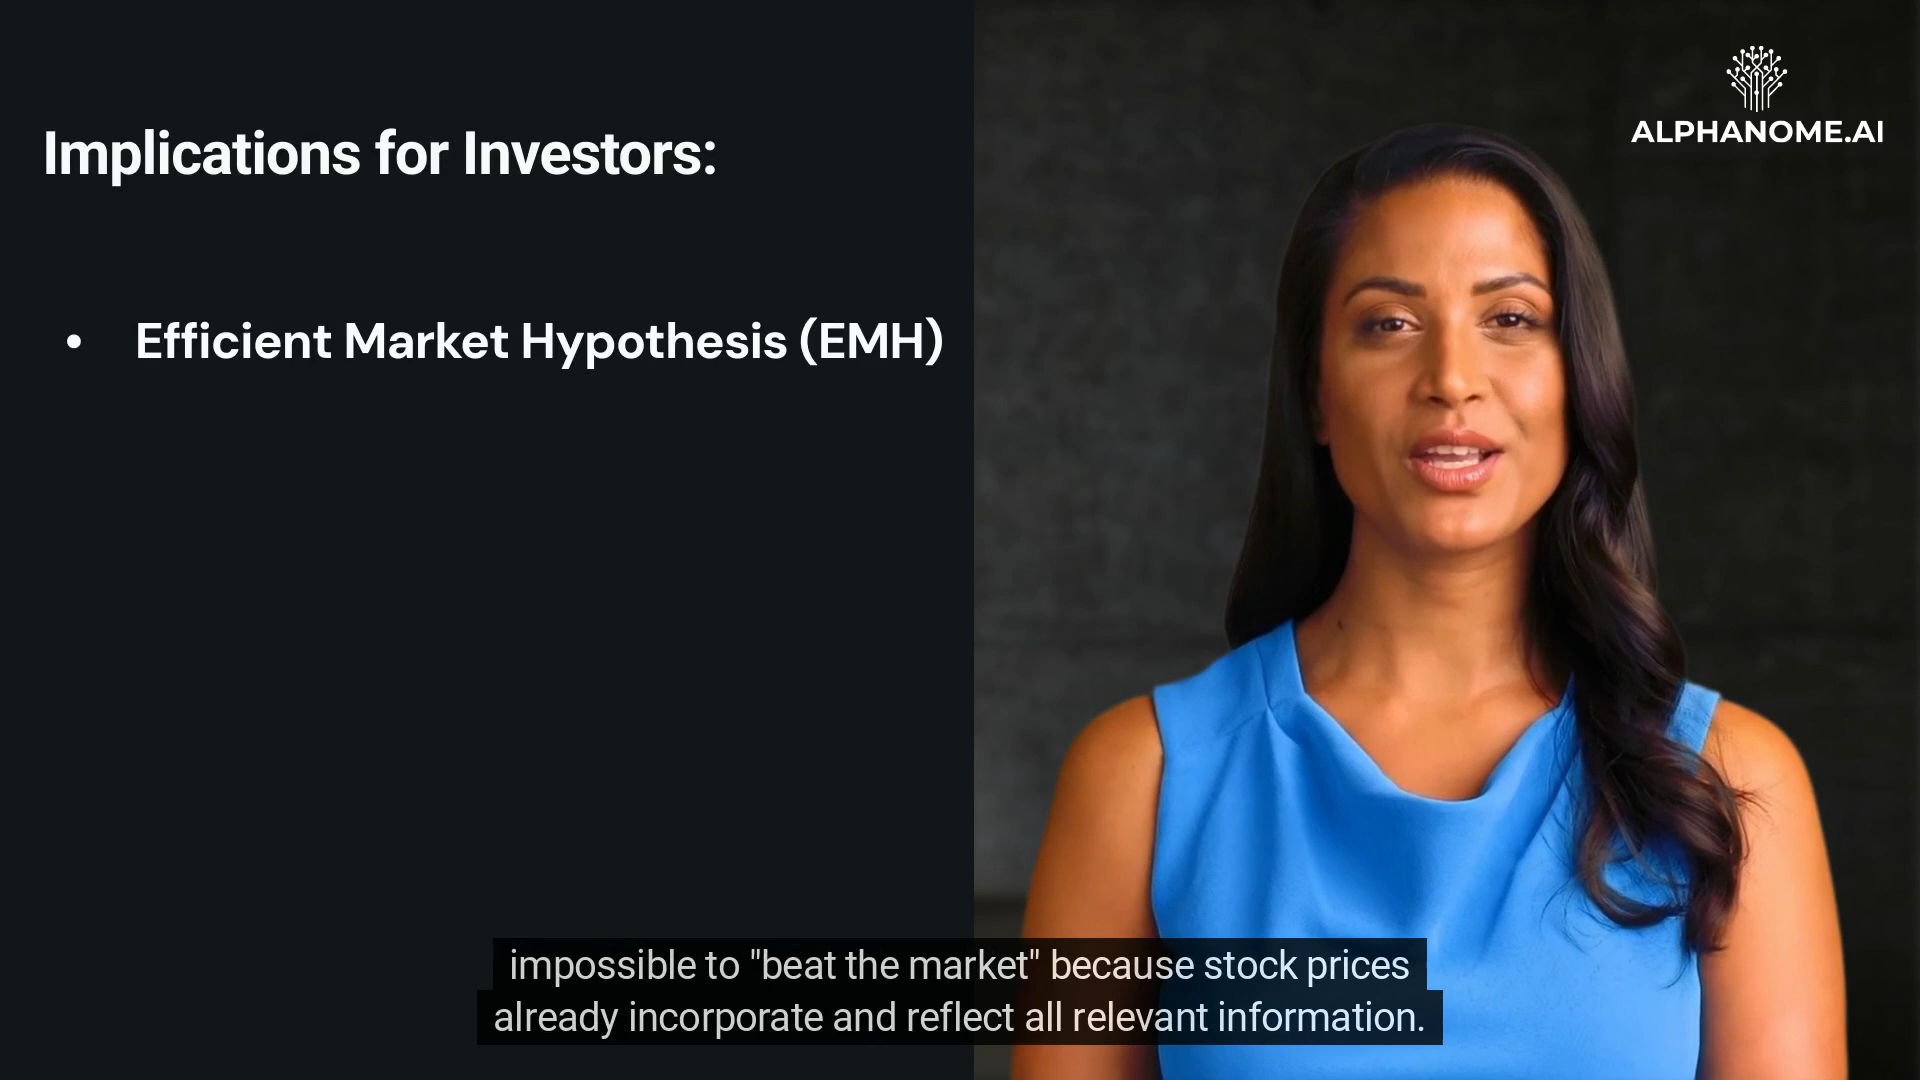 ALPHANOME.AI
Implications for Investors:
• Efficient Market Hypothesis (EMH)
impossible to "beat the market" because stock prices
already incorporate and reflect all relevant information.